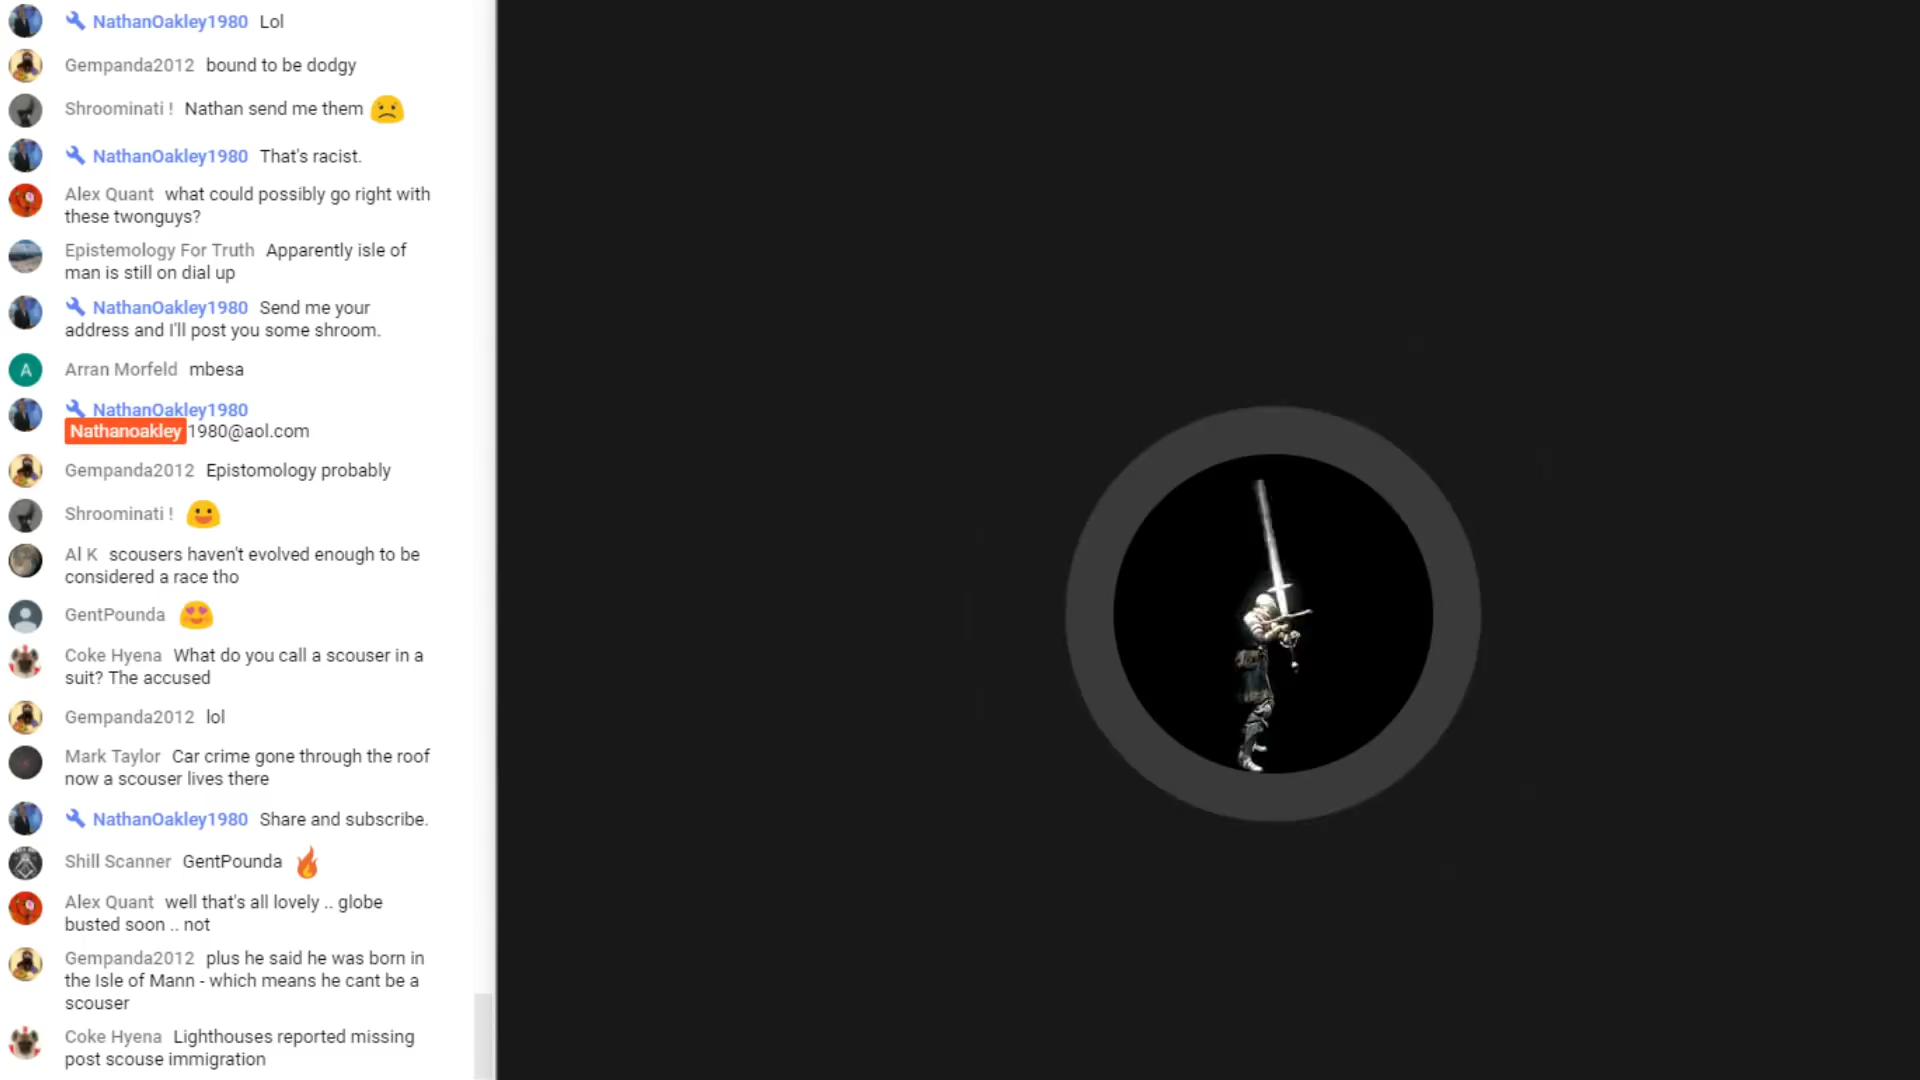 NathanOakley1980 Lol
Gempanda2012 bound to be dodgy
Shroominati ! Nathan send me them
NathanOakley1980 That's racist.
Alex Quant what could possibly go right with
these twonguys?
Epistemology For Truth Apparently isle of
man is still on dial up
NathanOakley1980 Send me your
address and I'll post you some shroom.
A
Arran Morfeld mbesa
NathanOakley1980
Nathanoakley1980@aol.com
Gempanda2012 Epistomology probably
Shroominati !
Al K scousers haven't evolved enough to be
considered a race tho
GentPounda
Coke Hyena What do you call a scouser in a
suit? The accused
Gempanda2012 lol
Mark Taylor Car crime gone through the roof
now a scouser lives there
NathanOakley1980 Share and subscribe.
Shill Scanner GentPounda
Alex Quant well that's all lovely .. globe
busted soon .. not
Gempanda2012 plus he said he was born in
the Isle of Mann - which means he cant be a
scouser
Coke Hyena Lighthouses reported missing
post scouse immigration